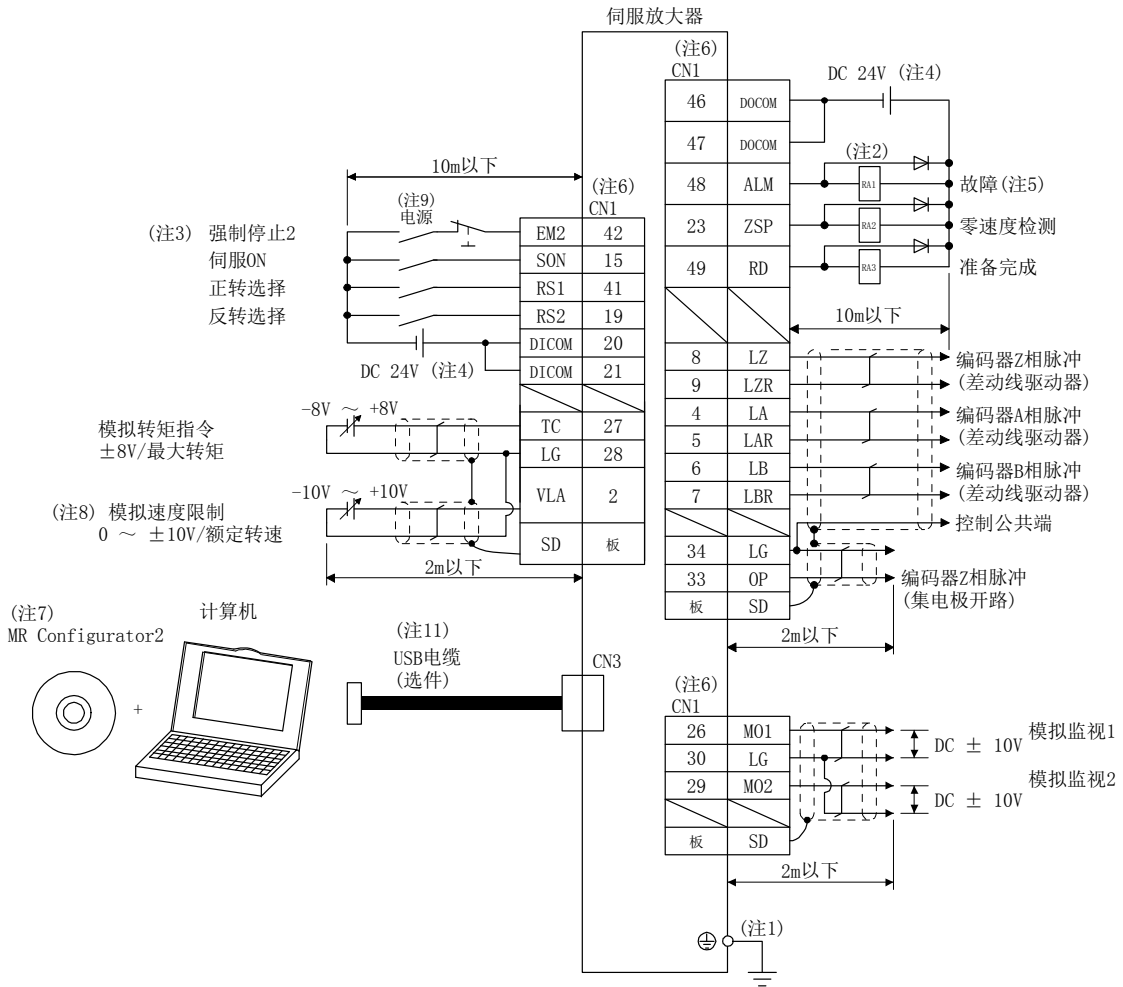 伺服放大器
(注6)
CN1
DC 24V (注4)
46 DOCOM
47 DOCOM
(注2)
48 ALM RA1 故障(注5)
23 ZSP RA2 零速度检测
49 RD RA3 准备完成
10m以下
8 LZ 编码器Z相脉冲
9 LZR (差动线驱动器)
4 LA 编码器A相脉冲
5 LAR (差动线驱动器)
6 LB 编码器B相脉冲
7 LBR (差动线驱动器)
控制公共端
34 LG
33 OP 编码器Z相脉冲
(集电极开路)
板 SD
2m以下
10m以下
(注6)
CN1
(注9)
电源
(注3) 强制停止2 EM2 42
伺服ON SON 15
正转选择 RS1 41
反转选择 RS2 19
DICOM 20
DC 24V (注4) DICOM 21
-8V ～ +8V
模拟转矩指令 TC 27
±8V/最大转矩 LG 28
-10V ～ +10V
(注8) 模拟速度限制 VLA 2
0 ～ ±10V/额定转速
SD 板
2m以下
(注7)
MR Configurator2
计算机
+
(注11)
USB电缆
(选件)
CN3
(注6)
CN1
26 MO1 模拟监视1
DC ± 10V
30 LG
29 MO2 模拟监视2
DC ± 10V
板 SD
2m以下
(注1)